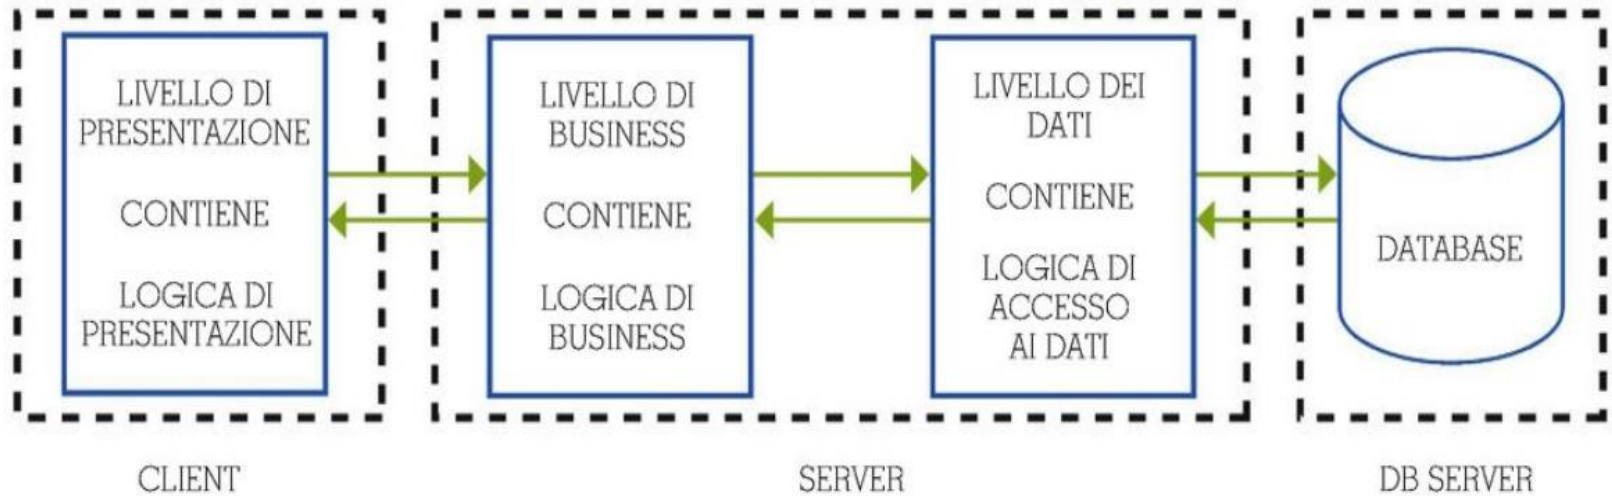 LIVELLO DI
PRESENTAZIONE
CONTIENE
LOGICA DI
PRESENTAZIONE
LIVELLO DI
BUSINESS
CONTIENE
LOGICA DI
BUSINESS
LIVELLO DEI
DATI
CONTIENE
LOGICA DI
ACCESSO
AI DATI
DATABASE
CLIENT
SERVER
DB SERVER